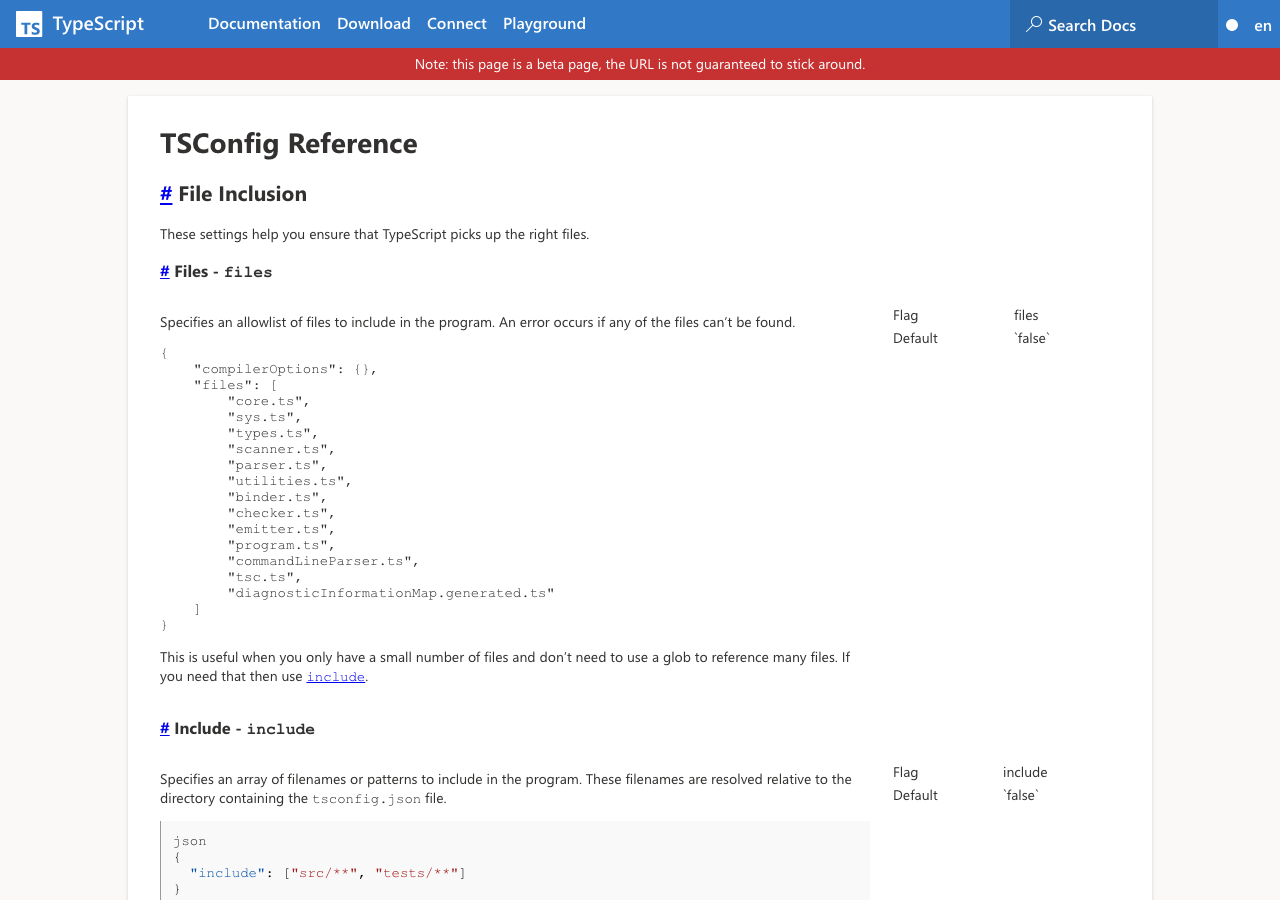 TS TypeScript Documentation Download Connect Playground Search Docs en
Note: this page is a beta page, the URL is not guaranteed to stick around.
TSConfig Reference
# File Inclusion
These settings help you ensure that TypeScript picks up the right files.
# Files - files
Specifies an allowlist of files to include in the program. An error occurs if any of the files can’t be found.
Flag files
Default `false`
{
    "compilerOptions": {},
    "files": [
        "core.ts",
        "sys.ts",
        "types.ts",
        "scanner.ts",
        "parser.ts",
        "utilities.ts",
        "binder.ts",
        "checker.ts",
        "emitter.ts",
        "program.ts",
        "commandLineParser.ts",
        "tsc.ts",
        "diagnosticInformationMap.generated.ts"
    ]
}
This is useful when you only have a small number of files and don’t need to use a glob to reference many files. If
you need that then use include.
# Include - include
Specifies an array of filenames or patterns to include in the program. These filenames are resolved relative to the
directory containing the tsconfig.json file.
Flag include
Default `false`
json
{
  "include": ["src/**", "tests/**"]
}